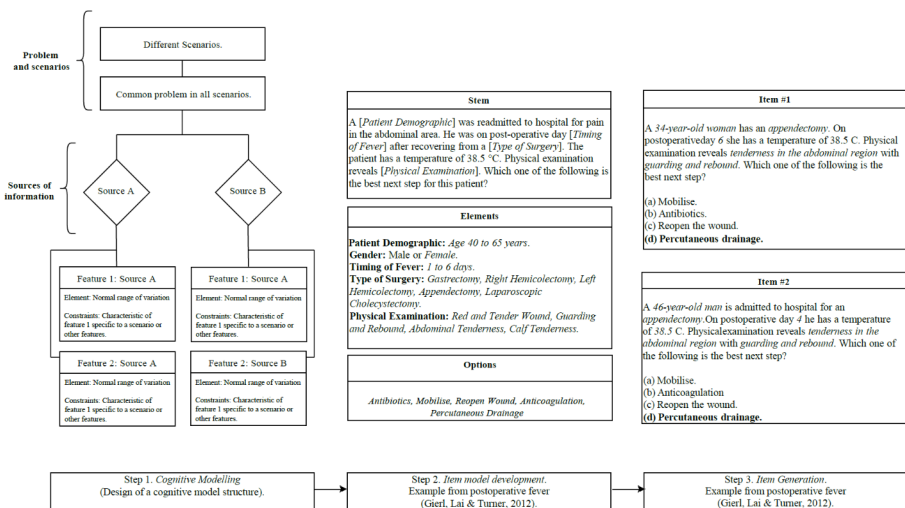 Problem
and scenarios
Different Scenarios.
Common problem in all scenarios.
Sources of
information
Source A
Source B
Feature 1: Source A
Element: Normal range of variation
Constraints: Characteristic of
feature 1 specific to a scenario or
other features.
Feature 1: Source B
Element: Normal range of variation
Constraints: Characteristic of
feature 1 specific to a scenario or
other features.
Feature 2: Source A
Element: Normal range of variation
Constraints: Characteristic of
feature 1 specific to a scenario or
other features.
Feature 2: Source B
Element: Normal range of variation
Constraints: Characteristic of
feature 1 specific to a scenario or
other features.
Stem
A [Patient Demographic] was readmitted to hospital for pain
in the abdominal area. He was on post-operative day [Timing
of Fever] after recovering from a [Type of Surgery]. The
patient has a temperature of 38.5 °C. Physical examination
reveals [Physical Examination]. Which one of the following is
the best next step for this patient?
Elements
Patient Demographic: Age 40 to 65 years.
Gender: Male or Female.
Timing of Fever: 1 to 6 days.
Type of Surgery: Gastrectomy, Right Hemicolectomy, Left
Hemicolectomy, Appendectomy, Laparoscopic
Cholecystectomy.
Physical Examination: Red and Tender Wound, Guarding
and Rebound, Abdominal Tenderness, Calf Tenderness.
Options
Antibiotics, Mobilise, Reopen Wound, Anticoagulation,
Percutaneous Drainage
Item #1
A 34-year-old woman has an appendectomy. On
postoperativeday 6 she has a temperature of 38.5 C. Physical
examination reveals tenderness in the abdominal region with
guarding and rebound. Which one of the following is the
best next step?
(a) Mobilise.
(b) Antibiotics.
(c) Reopen the wound.
(d) Percutaneous drainage.
Item #2
A 46-year-old man is admitted to hospital for an
appendectomy.On postoperative day 4 he has a temperature
of 38.5 C. Physicalexamination reveals tenderness in the
abdominal region with guarding and rebound. Which one of
the following is the best next step?
(a) Mobilise.
(b) Anticoagulation
(c) Reopen the wound.
(d) Percutaneous drainage.
Step 1. Cognitive Modelling
(Design of a cognitive model structure).
Step 2. Item model development.
Example from postoperative fever
(Gierl, Lai & Turner, 2012).
Step 3. Item Generation.
Example from postoperative fever
(Gierl, Lai & Turner, 2012).